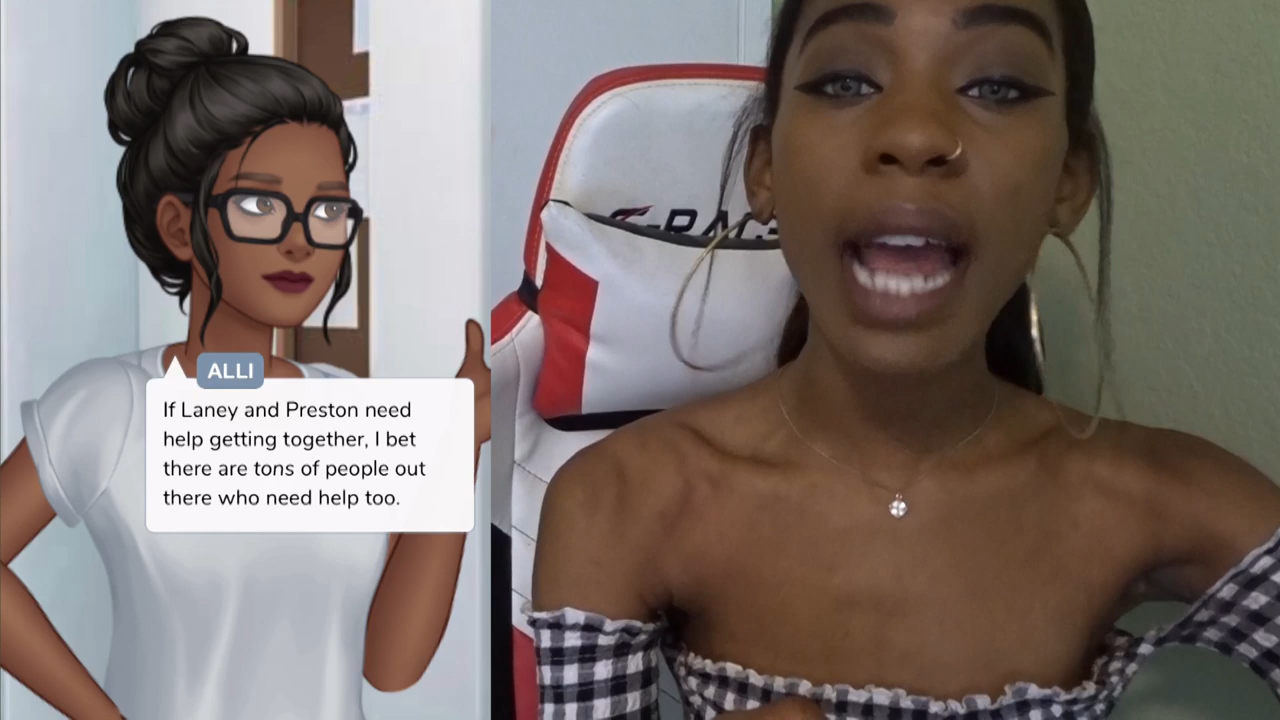 ALLI
If Laney and Preston need
help getting together, I bet
there are tons of people out
there who need help too.